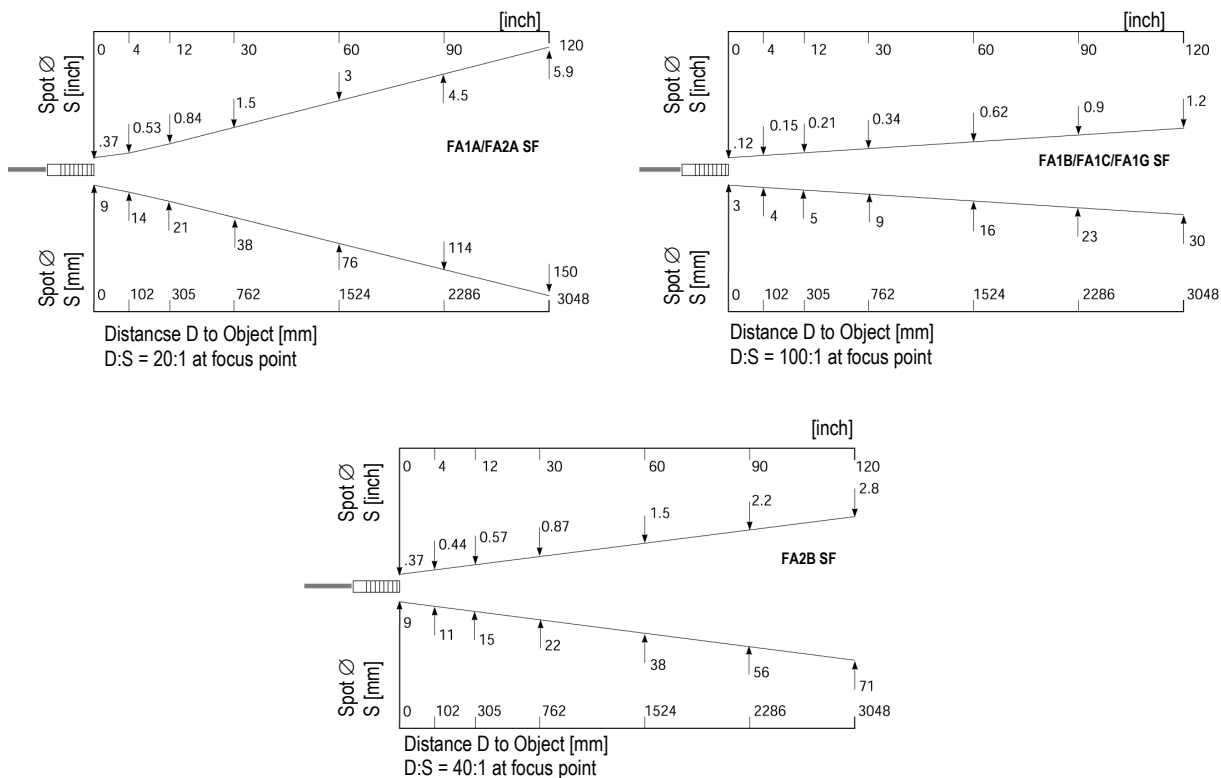 [inch]
0 4 12 30 60 90 120
Spot Ø
S [inch]
.37 0.53 0.84 1.5 3 4.5 5.9
FA1A/FA2A SF
9 14 21 38 76 114 150
Spot Ø
S [mm]
0 102 305 762 1524 2286 3048
Distancse D to Object [mm]
D:S = 20:1 at focus point
[inch]
0 4 12 30 60 90 120
Spot Ø
S [inch]
.12 0.15 0.21 0.34 0.62 0.9 1.2
FA1B/FA1C/FA1G SF
3 4 5 9 16 23 30
Spot Ø
S [mm]
0 102 305 762 1524 2286 3048
Distance D to Object [mm]
D:S = 100:1 at focus point
[inch]
0 4 12 30 60 90 120
Spot Ø
S [inch]
.37 0.44 0.57 0.87 1.5 2.2 2.8
FA2B SF
9 11 15 22 38 56 71
Spot Ø
S [mm]
0 102 305 762 1524 2286 3048
Distance D to Object [mm]
D:S = 40:1 at focus point